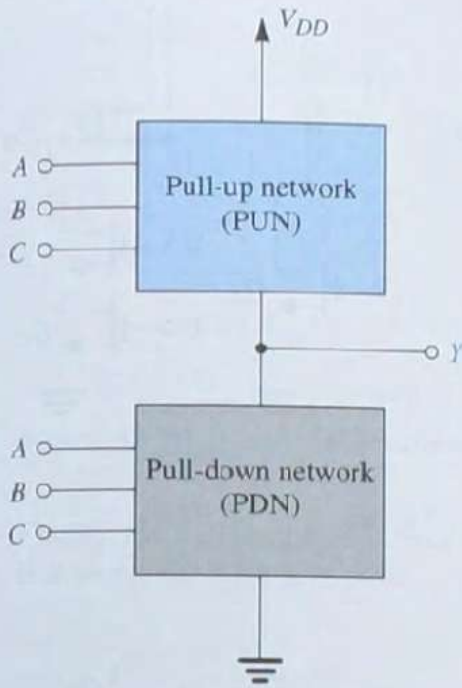 V_DD
A
B
C
Pull-up network
(PUN)
Y
A
B
C
Pull-down network
(PDN)